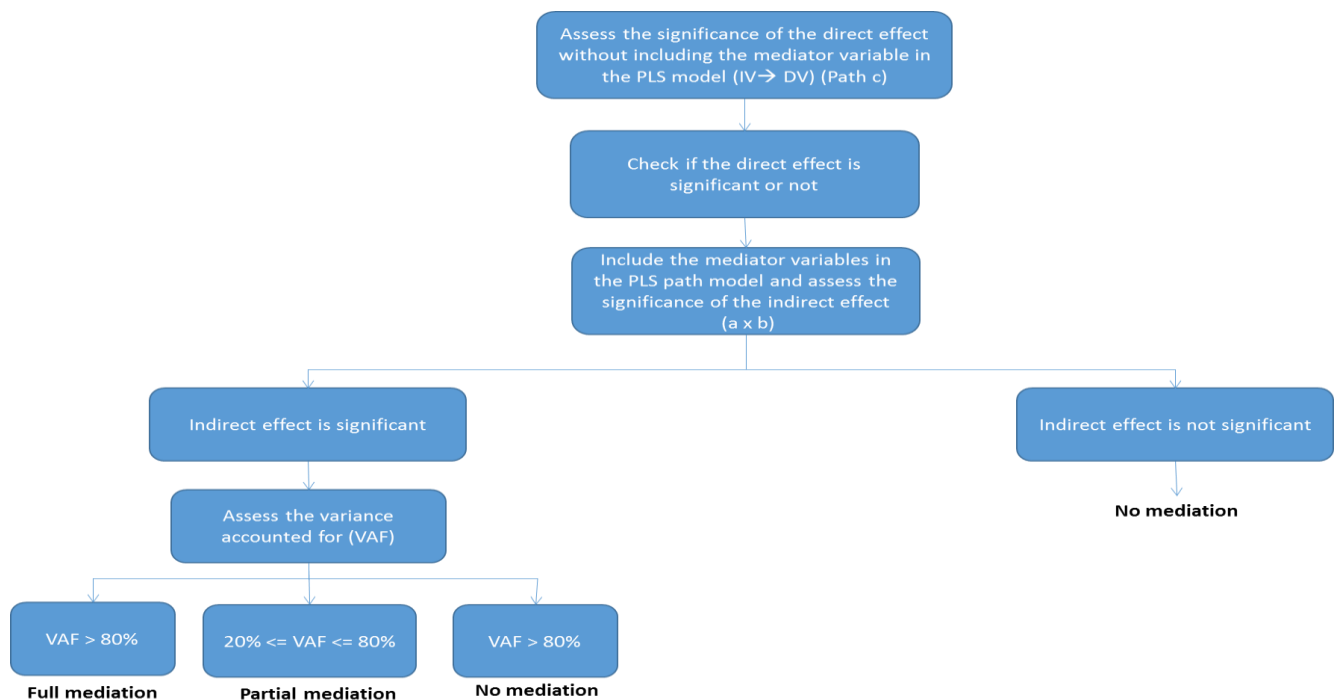 Assess the significance of the direct effect
without including the mediator variable in
the PLS model (IV→ DV) (Path c)
Check if the direct effect is
significant or not
Include the mediator variables in
the PLS path model and assess the
significance of the indirect effect
(a x b)
Indirect effect is significant
Indirect effect is not significant
Assess the variance
accounted for (VAF)
No mediation
VAF > 80%
20% <= VAF <= 80%
VAF > 80%
Full mediation
Partial mediation
No mediation